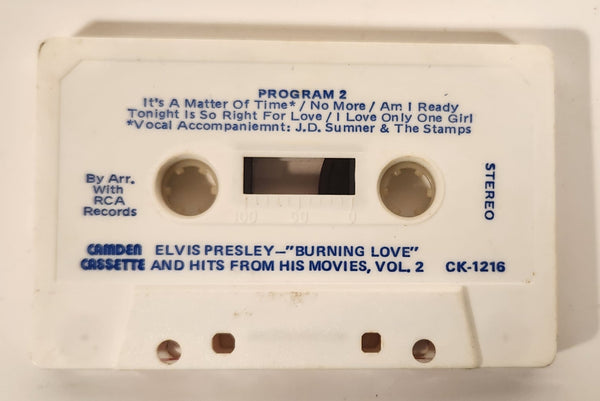 PROGRAM 2
It's A Matter Of Time* / No More / Am I Ready
Tonight Is So Right For Love / I Love Only One Girl
*Vocal Accompaniemnt: J.D. Sumner & The Stamps
By Arr.
With
RCA
Records
STEREO
100 50 0
CAMDEN ELVIS PRESLEY—"BURNING LOVE"
CASSETTE AND HITS FROM HIS MOVIES, VOL. 2 CK-1216